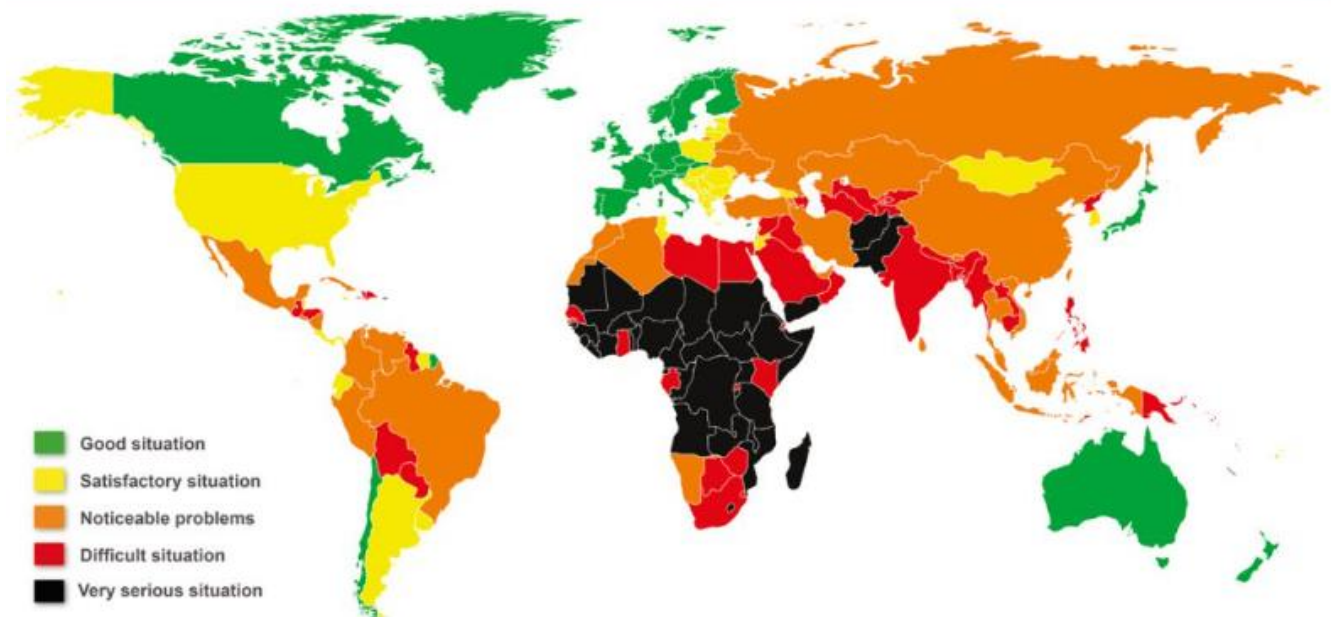 Good situation
Satisfactory situation
Noticeable problems
Difficult situation
Very serious situation